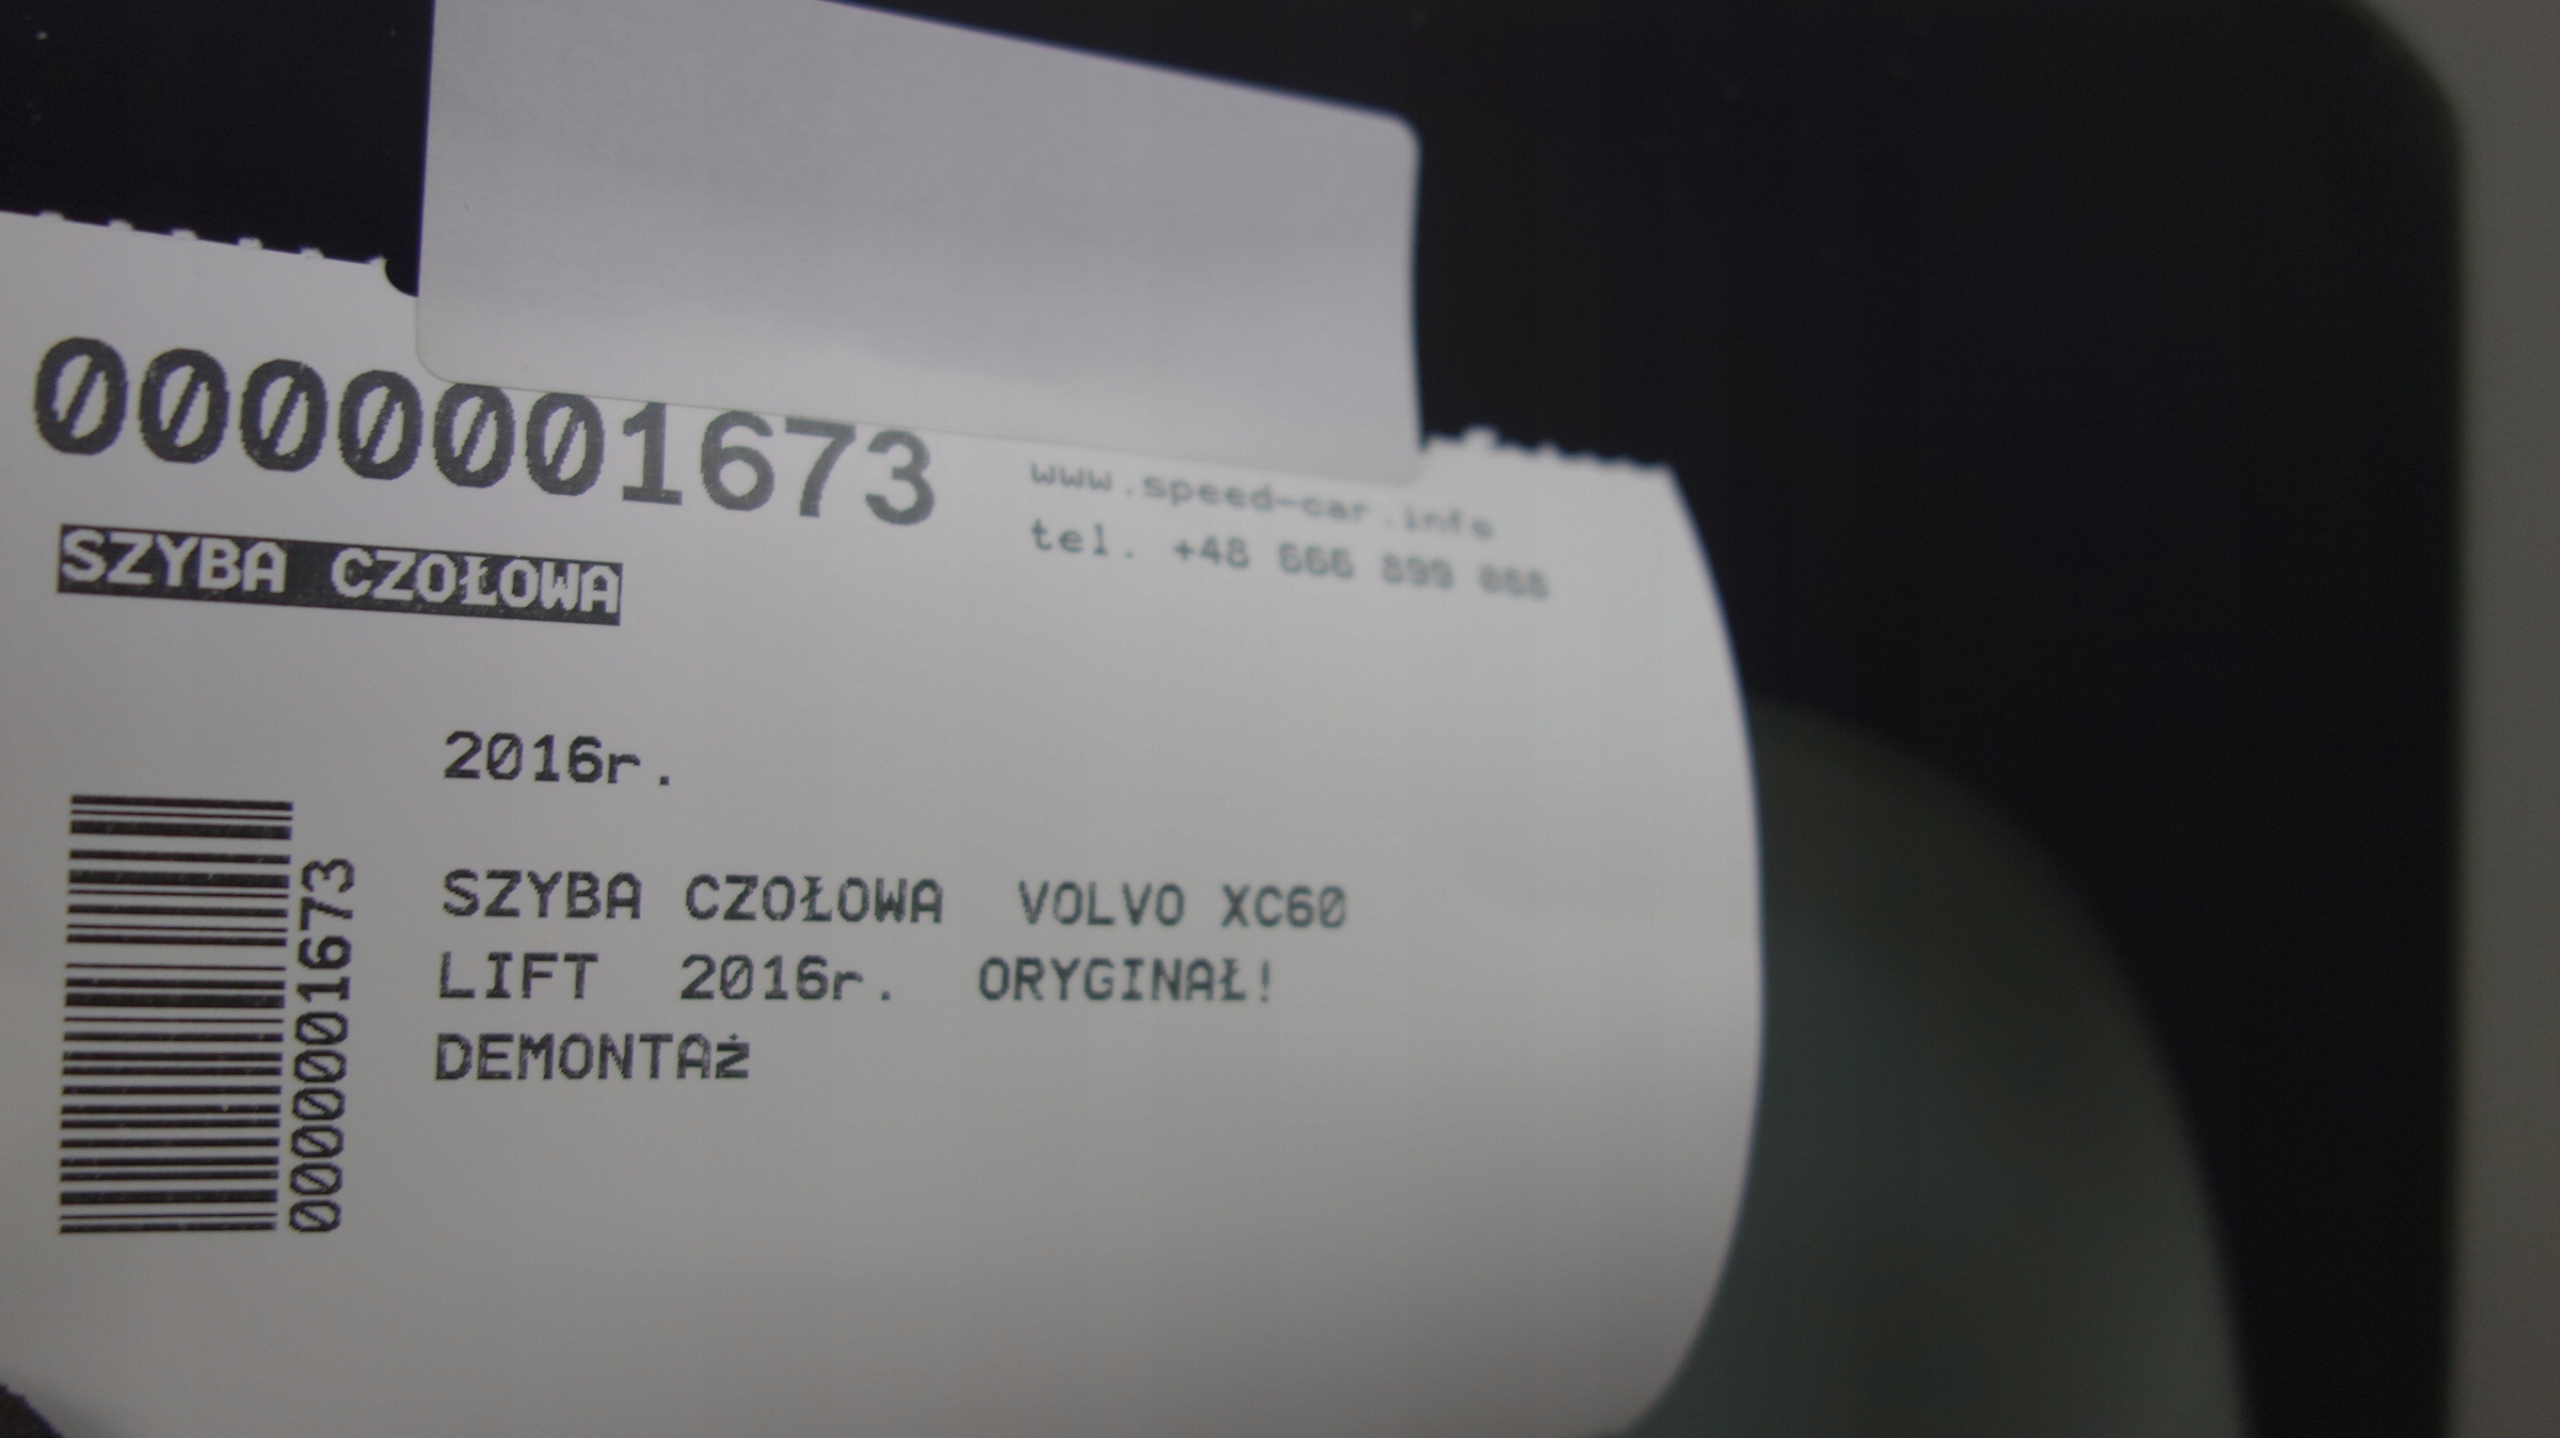 0000001673
www.speed-car.info
tel. +48 666 899 888
SZYBA CZOŁOWA
2016r.
0000001673
SZYBA CZOŁOWA VOLVO XC60
LIFT 2016r. ORYGINAŁ!
DEMONTAż